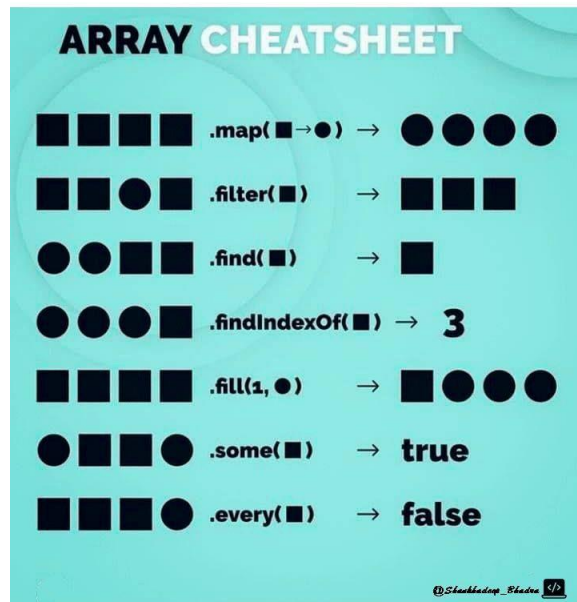 ARRAY CHEATSHEET
.map(■→●) →
.filter(■) →
.find(■) →
.findIndexOf(■) → 3
.fill(1, ●) →
.some(■) → true
.every(■) → false